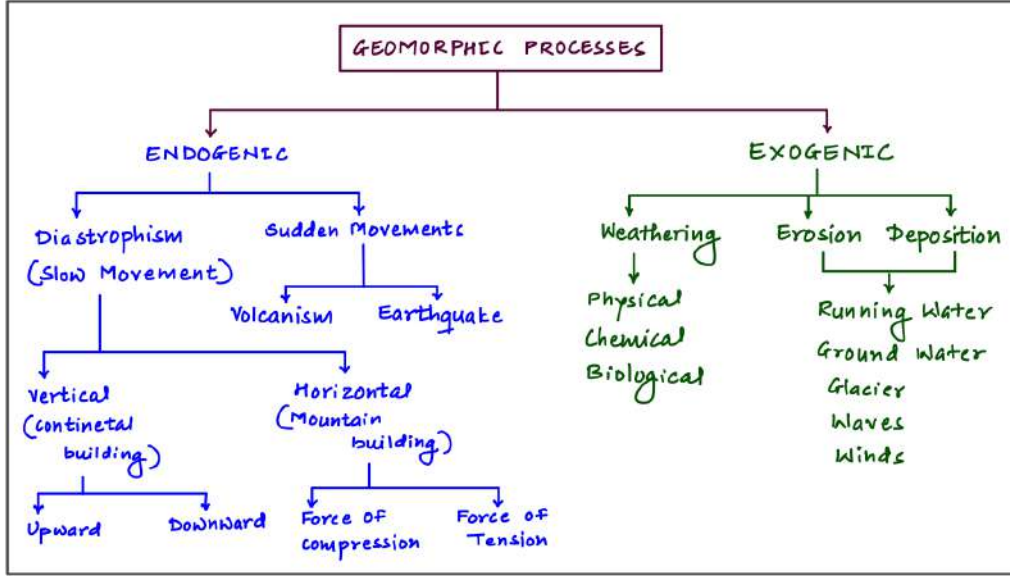 GEOMORPHIC PROCESSES
ENDOGENIC
EXOGENIC
Diastrophism
(Slow Movement)
Sudden Movements
Weathering
Erosion
Deposition
Volcanism
Earthquake
Physical
Chemical
Biological
Running Water
Ground Water
Glacier
Waves
Winds
Vertical
(Continetal
building)
Horizontal
(Mountain
building)
Upward
Downward
Force of
Compression
Force of
Tension